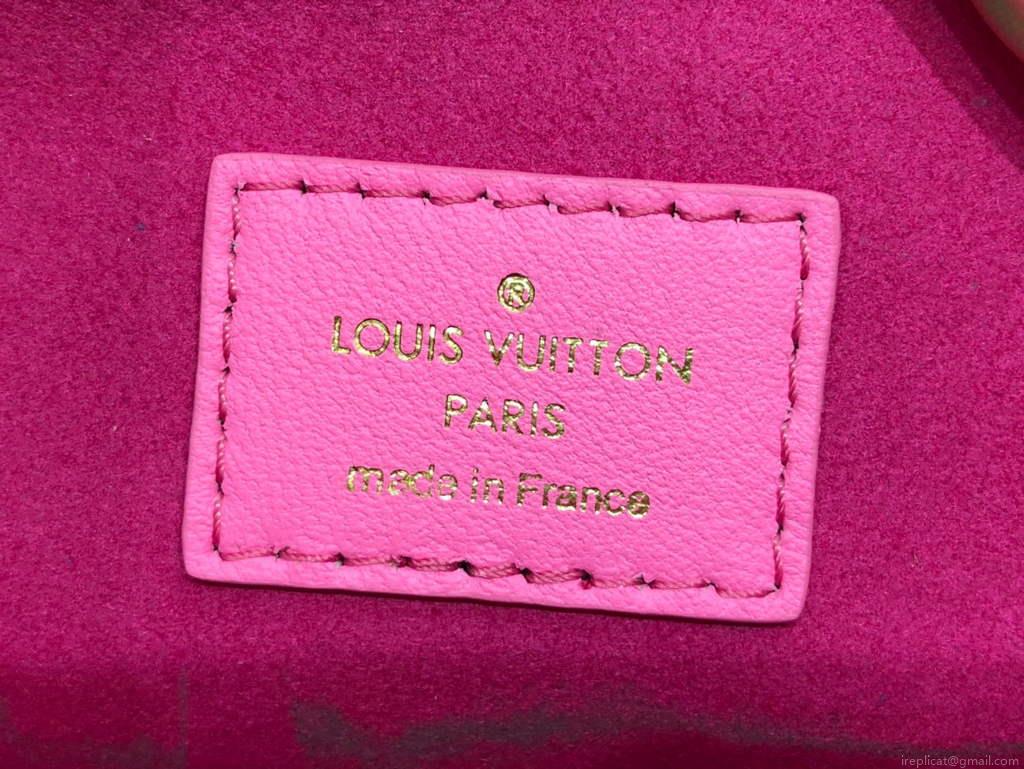 ®
LOUIS VUITTON
PARIS
made in France
ireplicat@gmail.com